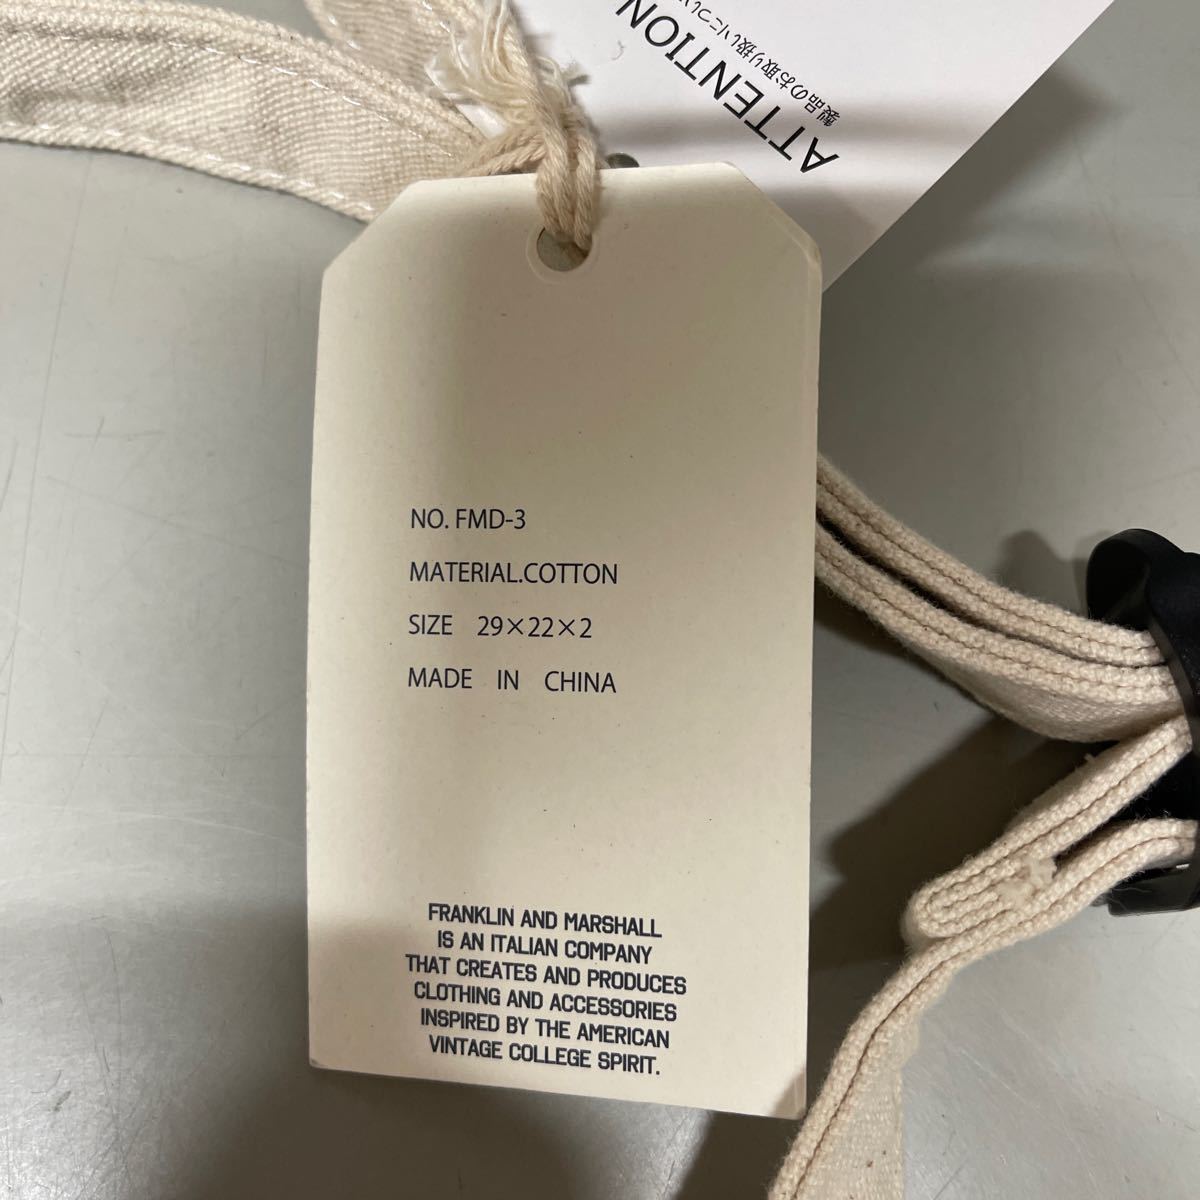 ATTENTION
製品のお取り扱いについ
NO. FMD-3
MATERIAL.COTTON
SIZE 29×22×2
MADE IN CHINA
FRANKLIN AND MARSHALL
IS AN ITALIAN COMPANY
THAT CREATES AND PRODUCES
CLOTHING AND ACCESSORIES
INSPIRED BY THE AMERICAN
VINTAGE COLLEGE SPIRIT.